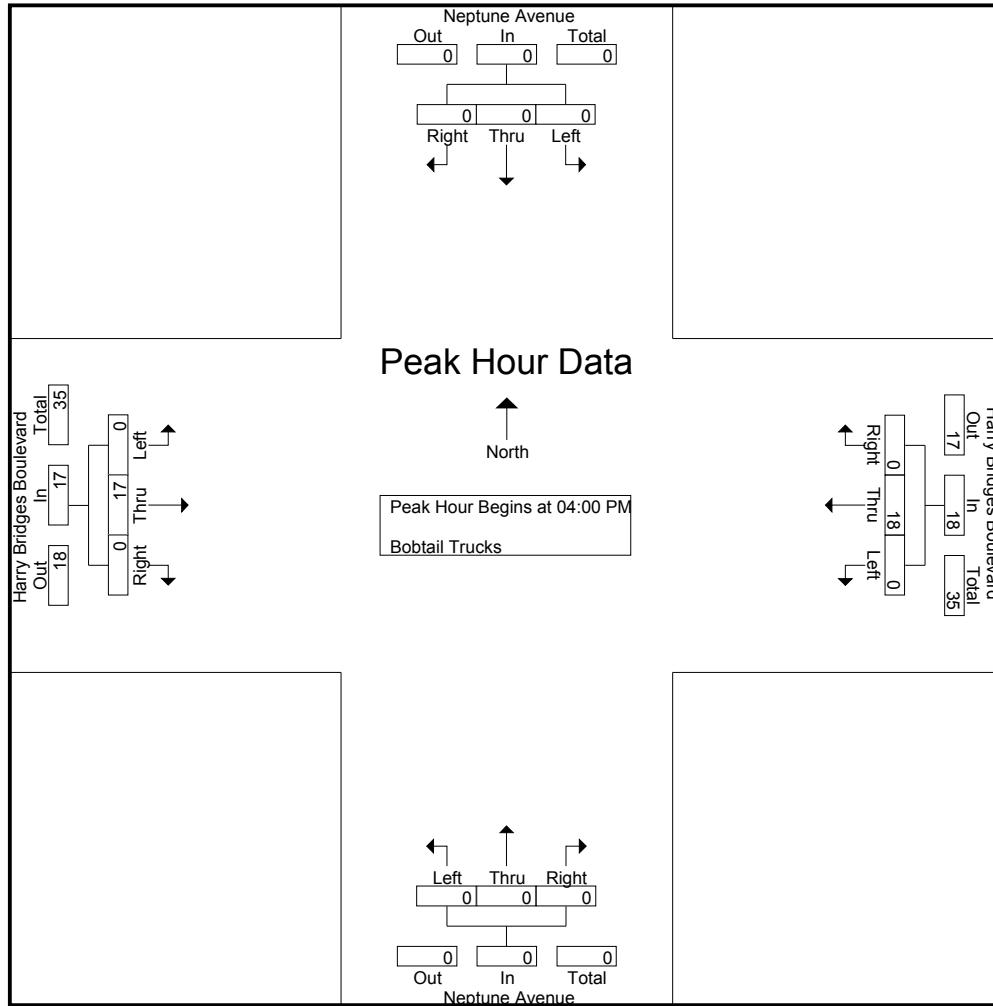 Neptune Avenue
Out In Total
0 0 0
0 0 0
Right Thru Left
Peak Hour Data
North
Peak Hour Begins at 04:00 PM
Bobtail Trucks
Harry Bridges Boulevard
Out In Total
18 17 35
0 17 0
Right Thru Left
Harry Bridges Boulevard
Out In Total
17 18 35
0 18 0
Right Thru Left
Left Thru Right
0 0 0
0 0 0
Out In Total
Neptune Avenue